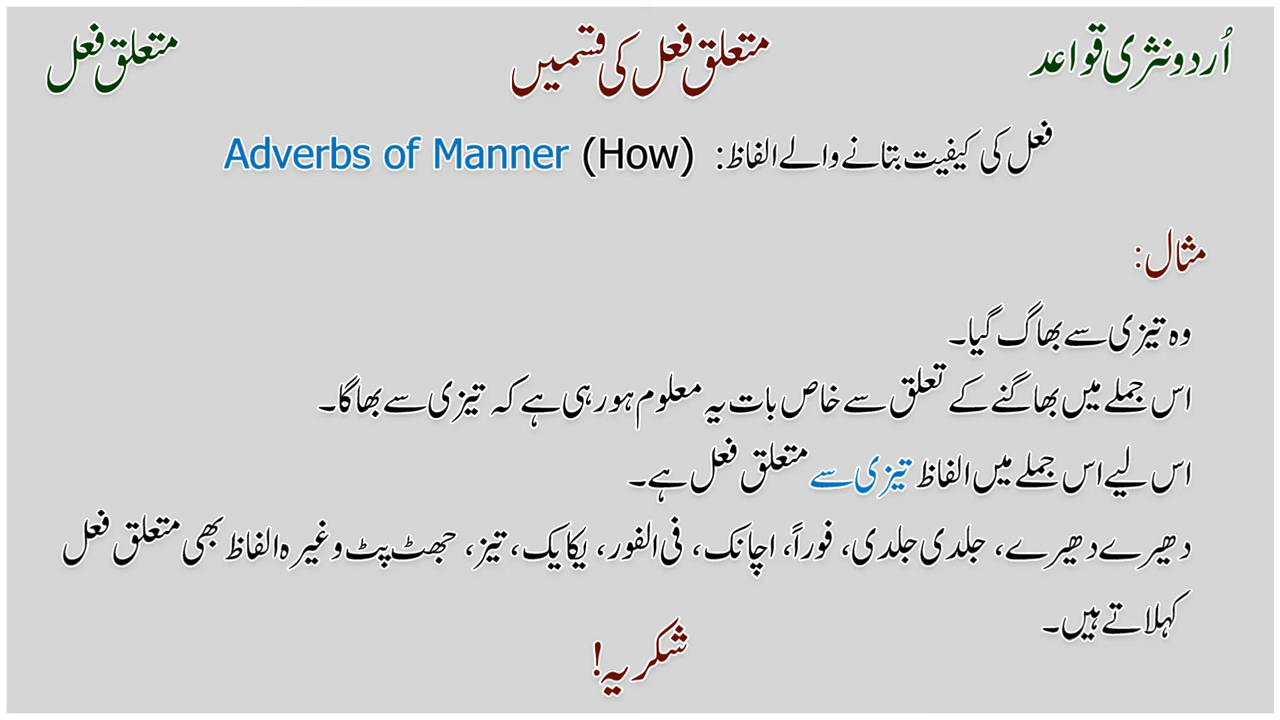 اُردو نثری قواعد
متعلق فعل کی قسمیں
متعلق فعل
فعل کی کیفیت بتانے والے الفاظ: Adverbs of Manner (How)
مثال:
وہ تیزی سے بھاگ گیا۔
اس جملے میں بھاگنے کے تعلق سے خاص بات یہ معلوم ہورہی ہے کہ تیزی سے بھاگا۔
اس لیے اس جملے میں الفاظ تیزی سے متعلق فعل ہے۔
دھیرے دھیرے، جلدی جلدی، فوراً، اچانک، فی الفور، یکایک، تیز، جھٹ پٹ وغیرہ الفاظ بھی متعلق فعل
کہلاتے ہیں۔
شکریہ!